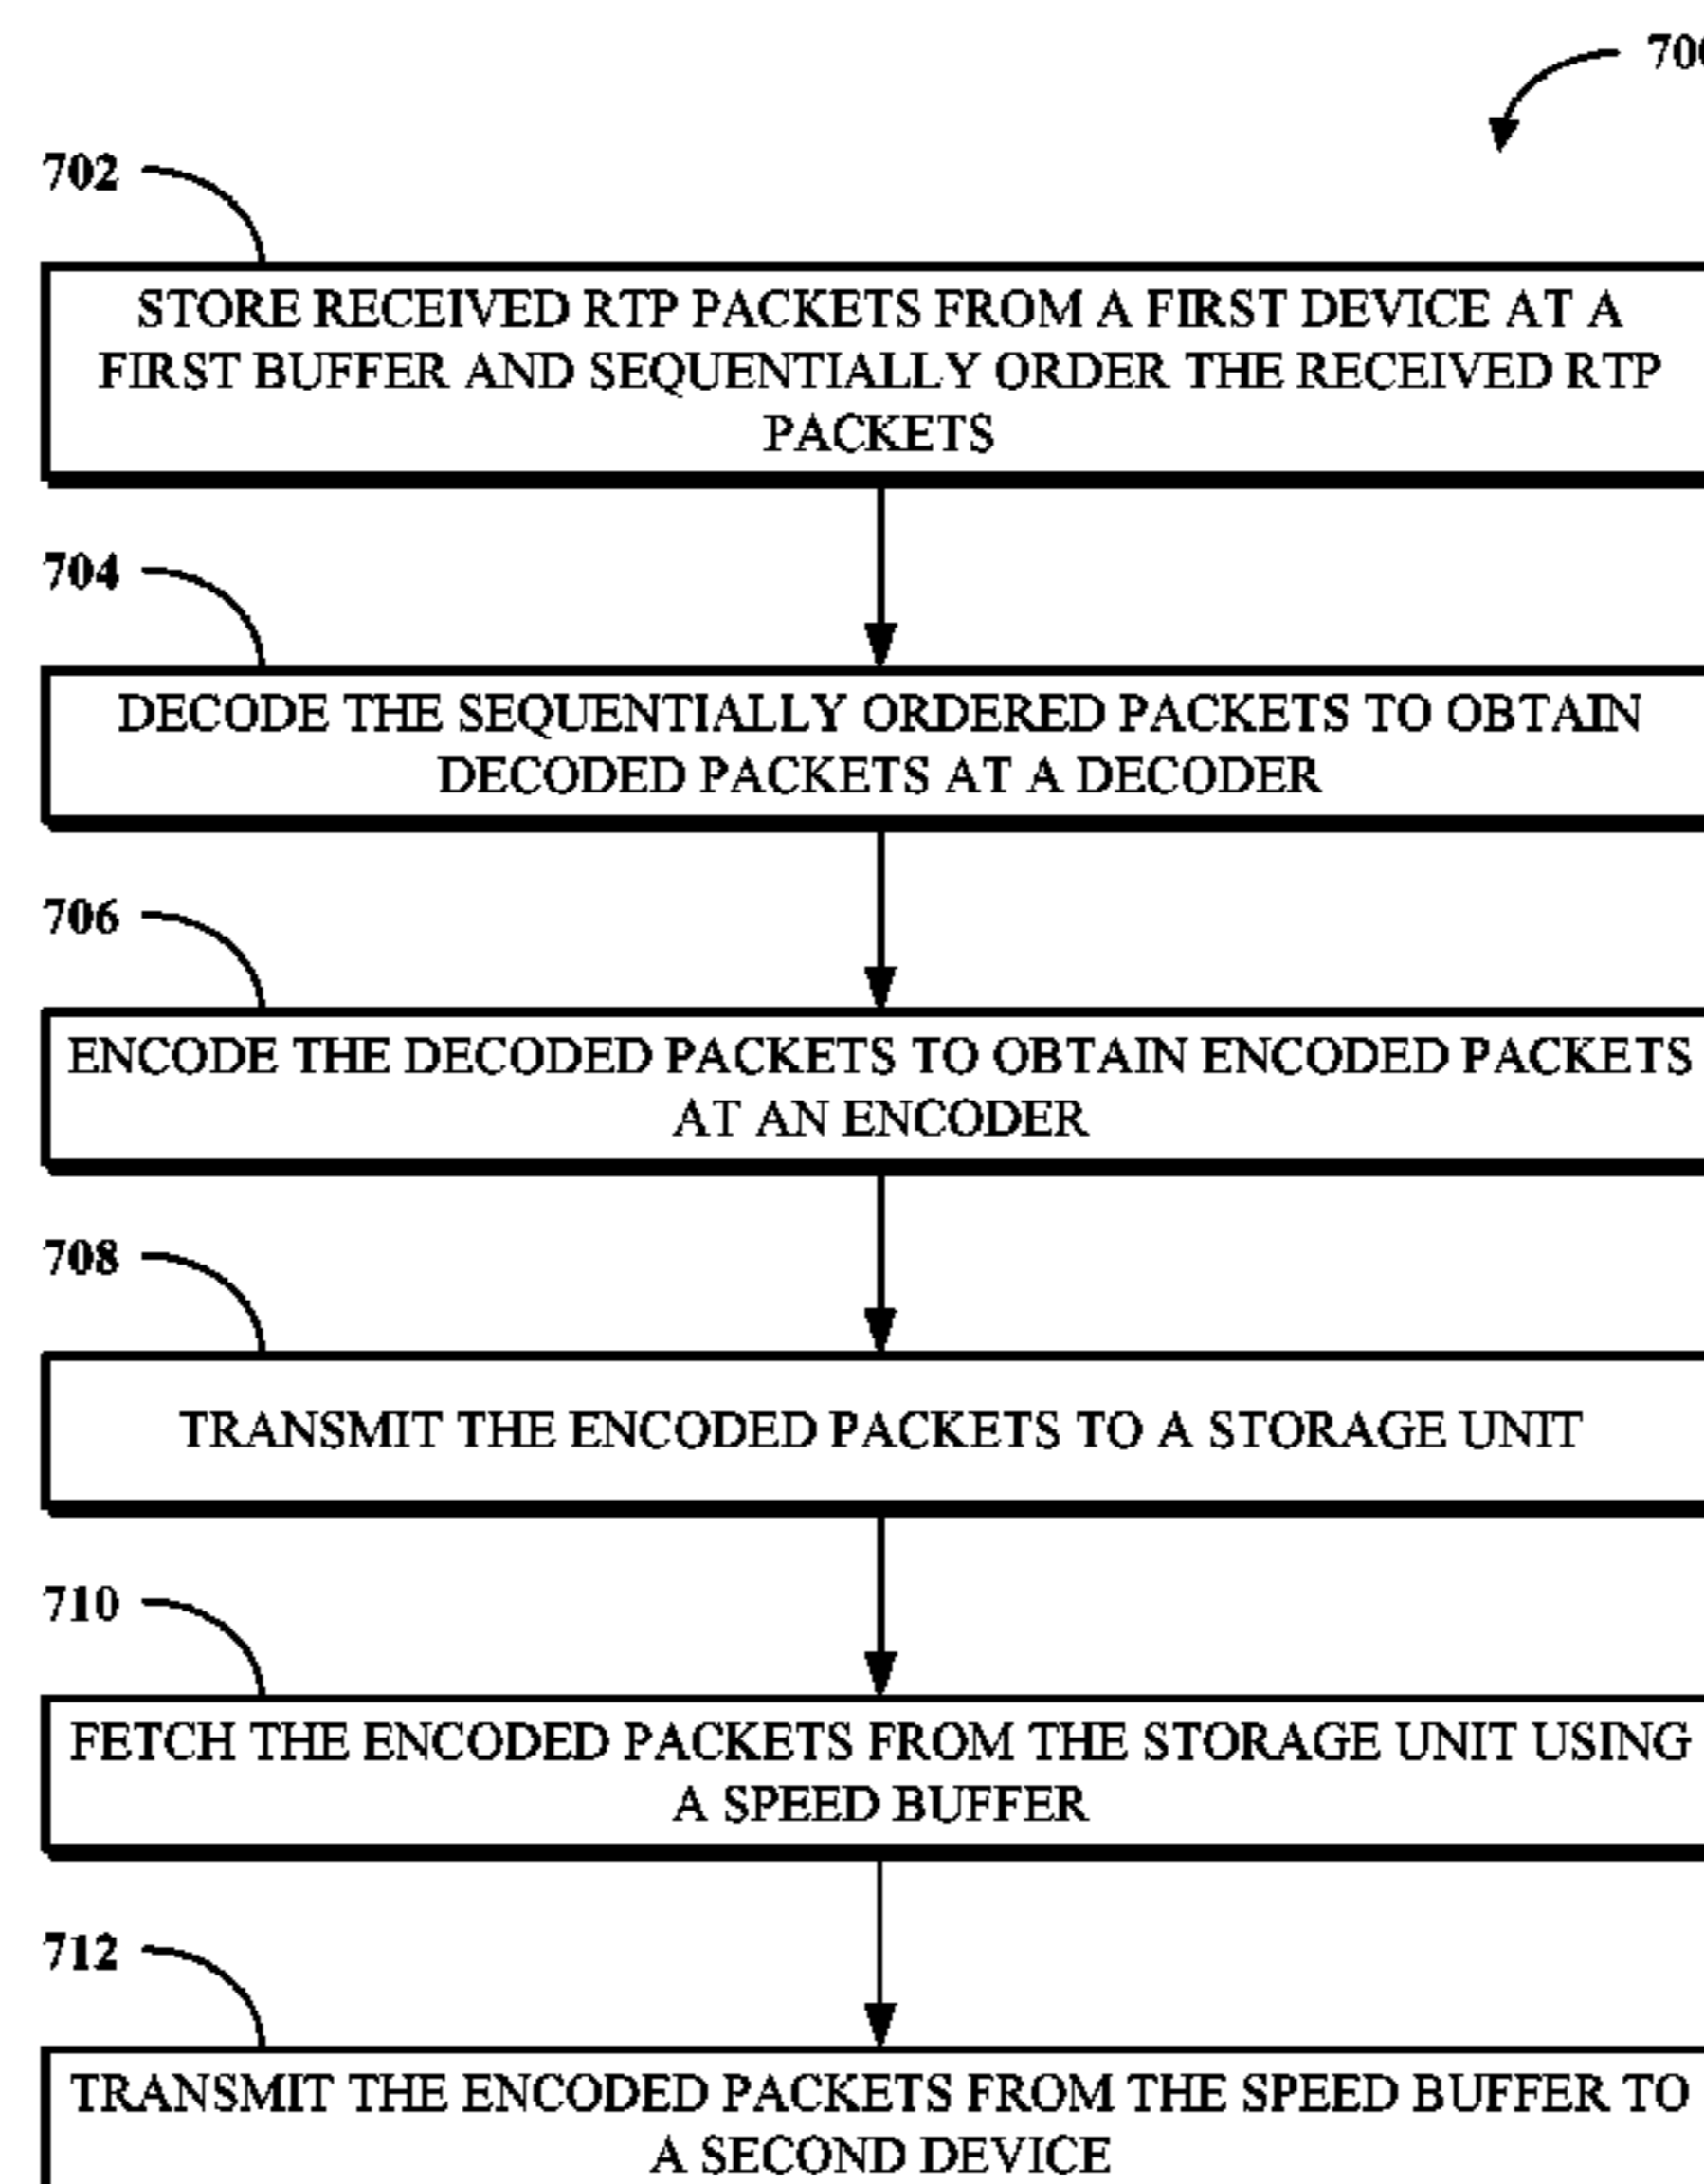 700
702
STORE RECEIVED RTP PACKETS FROM A FIRST DEVICE AT A
FIRST BUFFER AND SEQUENTIALLY ORDER THE RECEIVED RTP
PACKETS
704
DECODE THE SEQUENTIALLY ORDERED PACKETS TO OBTAIN
DECODED PACKETS AT A DECODER
706
ENCODE THE DECODED PACKETS TO OBTAIN ENCODED PACKETS
AT AN ENCODER
708
TRANSMIT THE ENCODED PACKETS TO A STORAGE UNIT
710
FETCH THE ENCODED PACKETS FROM THE STORAGE UNIT USING
A SPEED BUFFER
712
TRANSMIT THE ENCODED PACKETS FROM THE SPEED BUFFER TO
A SECOND DEVICE